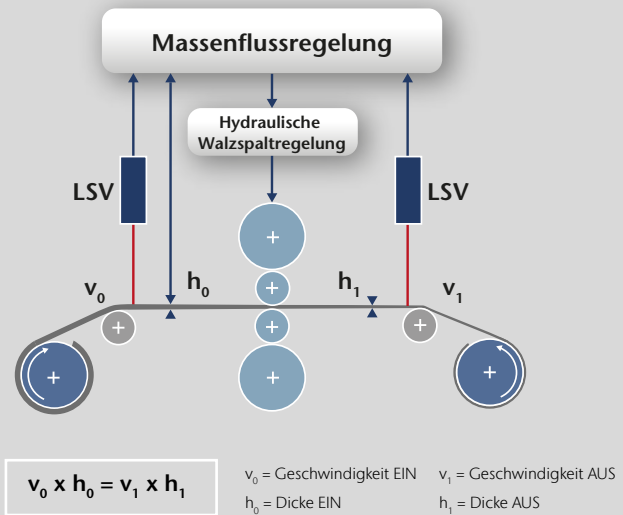 Massenflussregelung
Hydraulische
Walzspaltregelung
LSV
LSV
v₀
h₀
h₁
v₁
v₀ x h₀ = v₁ x h₁
v₀ = Geschwindigkeit EIN
v₁ = Geschwindigkeit AUS
h₀ = Dicke EIN
h₁ = Dicke AUS